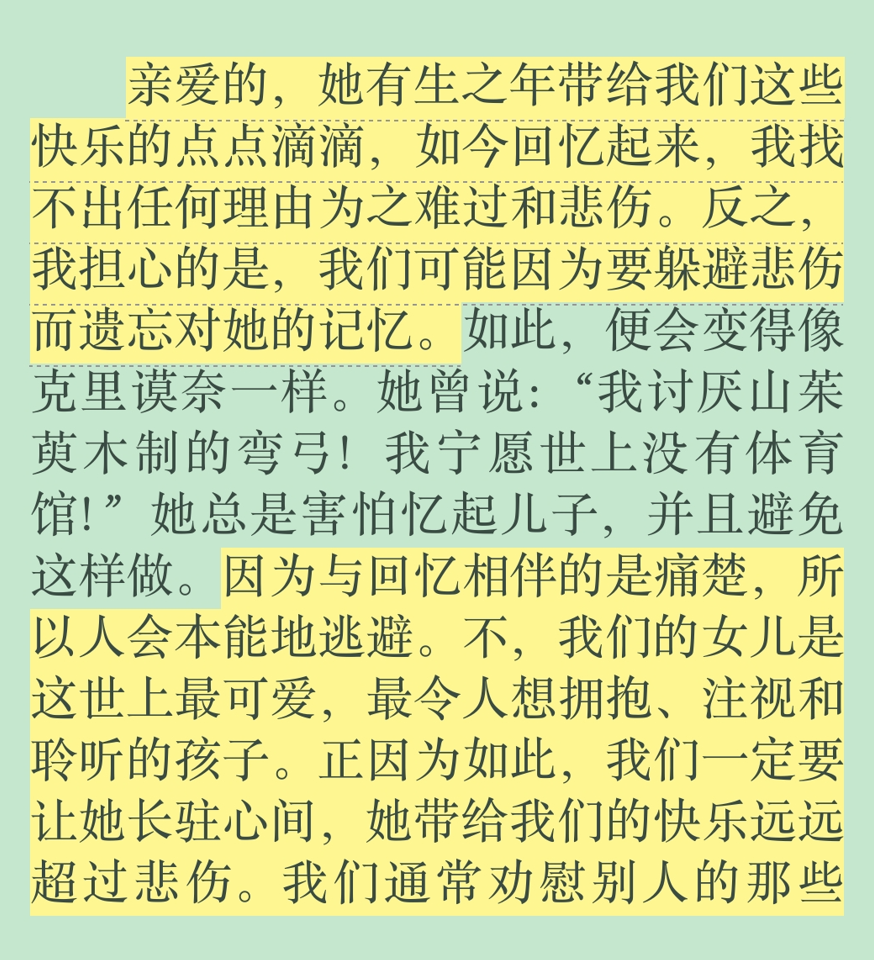 亲爱的，她有生之年带给我们这些
快乐的点点滴滴，如今回忆起来，我找
不出任何理由为之难过和悲伤。反之，
我担心的是，我们可能因为要躲避悲伤
而遗忘对她的记忆。如此，便会变得像
克里谟奈一样。她曾说：“我讨厌山茱
萸木制的弯弓！我宁愿世上没有体育
馆！”她总是害怕忆起儿子，并且避免
这样做。因为与回忆相伴的是痛楚，所
以人会本能地逃避。不，我们的女儿是
这世上最可爱，最令人想拥抱、注视和
聆听的孩子。正因为如此，我们一定要
让她长驻心间，她带给我们的快乐远远
超过悲伤。我们通常劝慰别人的那些